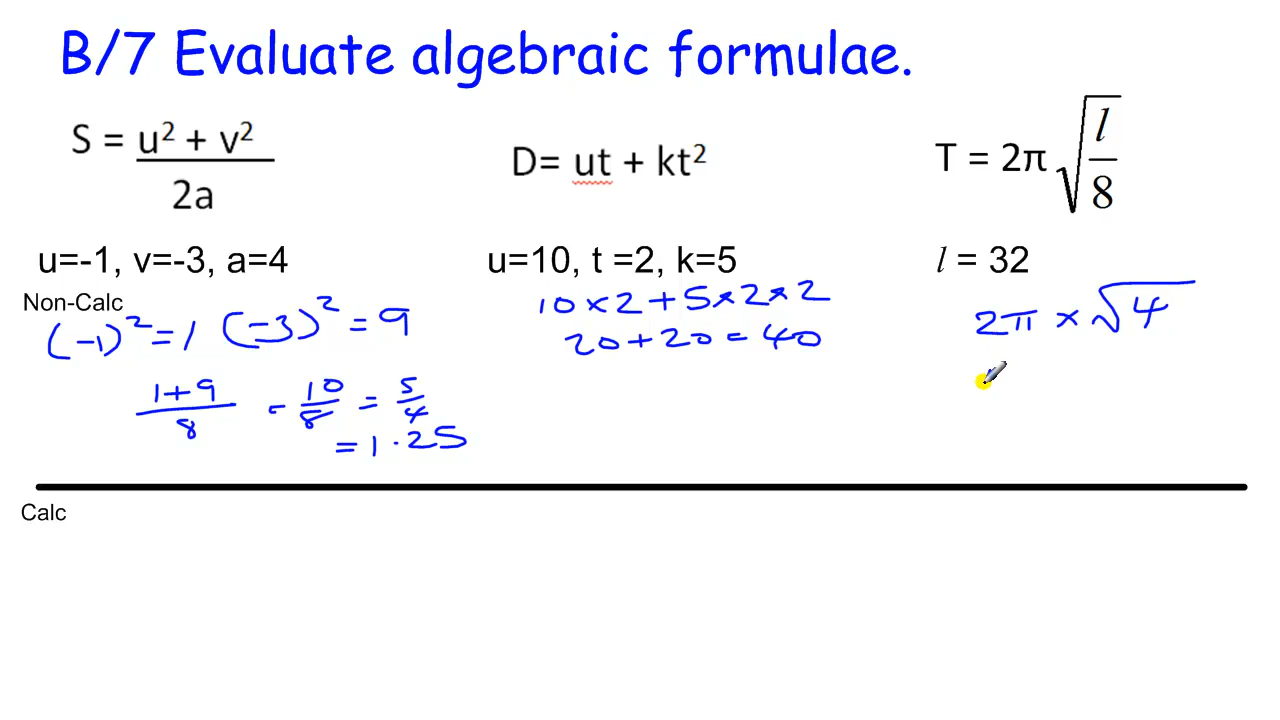 B/7 Evaluate algebraic formulae.
S = u² + v²
2a
D= ut + kt²
T = 2π √ l
8
u=-1, v=-3, a=4
u=10, t =2, k=5
l = 32
Non-Calc
(-1)² = 1 (-3)² = 9
1+9
8
- 10
8
= 5
4
= 1.25
10 × 2 + 5 × 2 × 2
20 + 20 = 40
2π × √4
Calc